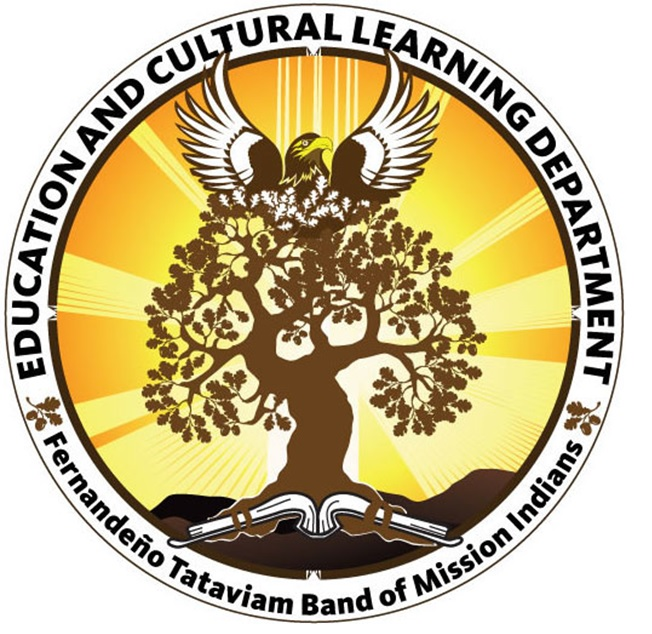 EDUCATION AND CULTURAL LEARNING DEPARTMENT
Fernandeño Tataviam Band of Mission Indians